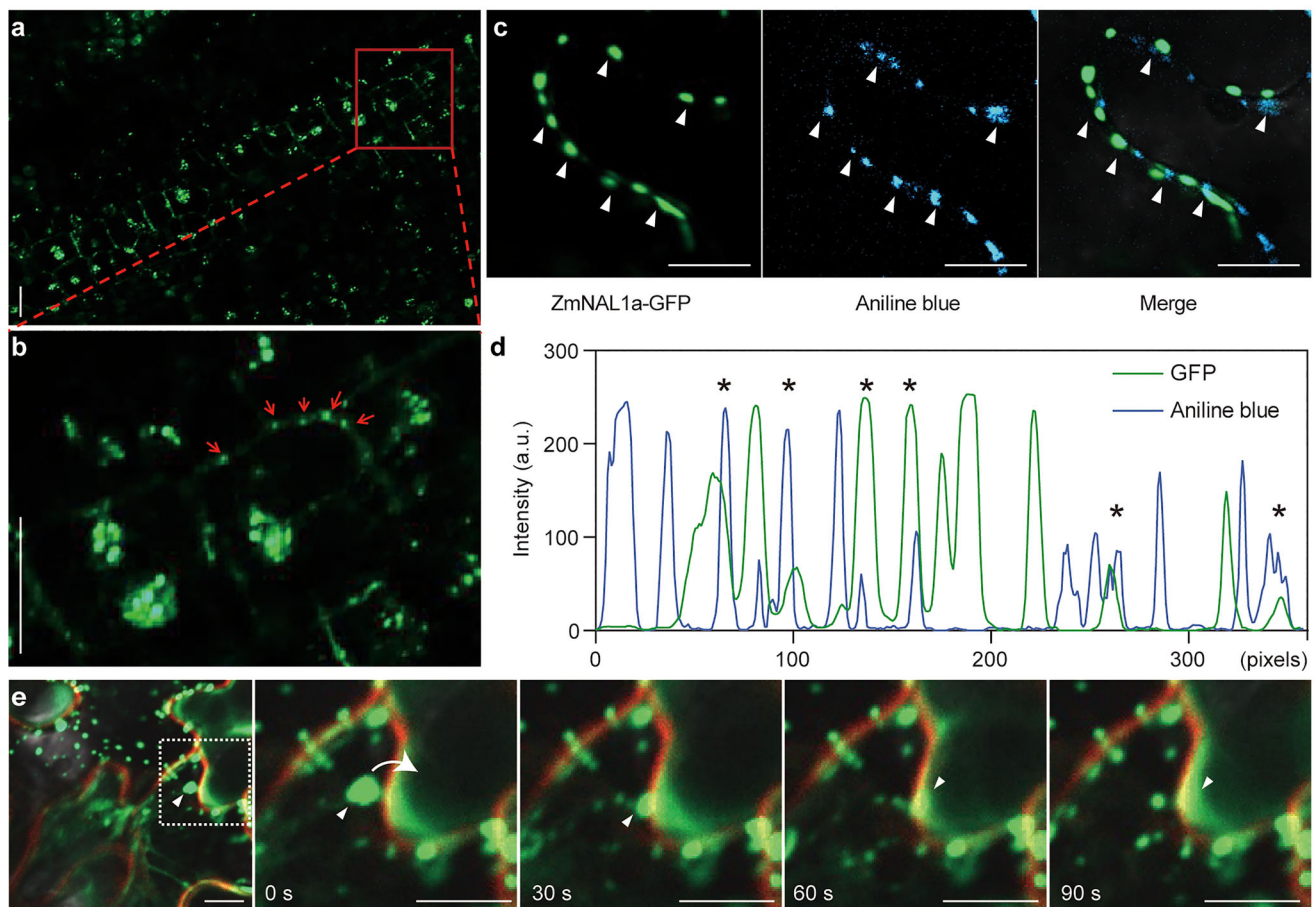 a
b
c
ZmNAL1a-GFP
Aniline blue
Merge
d
Intensity (a.u.)
300
200
100
0
* * * * * *
GFP
Aniline blue
0 100 200 300 (pixels)
e
0 s
30 s
60 s
90 s